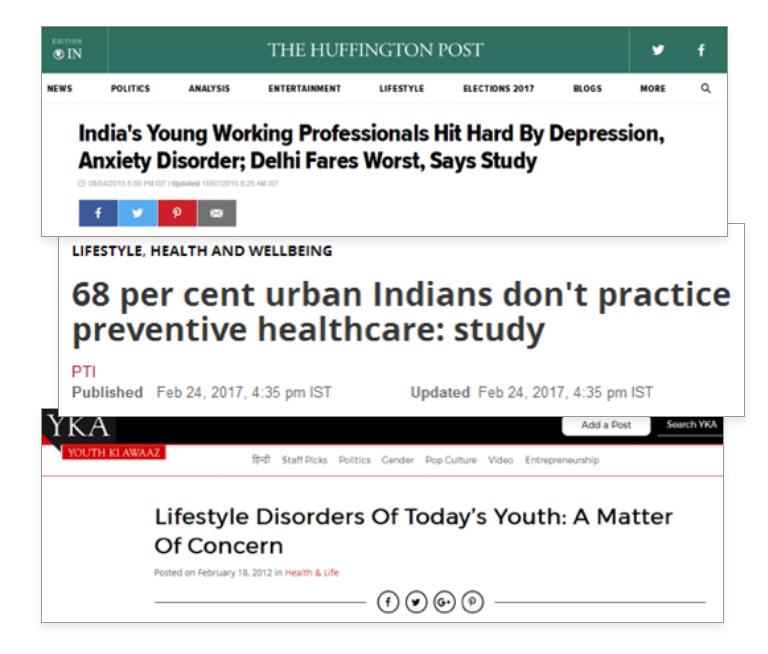 EDITION
IN
THE HUFFINGTON POST
NEWS POLITICS ANALYSIS ENTERTAINMENT LIFESTYLE ELECTIONS 2017 BLOGS MORE
India's Young Working Professionals Hit Hard By Depression,
Anxiety Disorder; Delhi Fares Worst, Says Study
08/04/2015 6:08 PM IST | Updated 15/07/2016 8:25 AM IST
LIFESTYLE, HEALTH AND WELLBEING
68 per cent urban Indians don't practice
preventive healthcare: study
PTI
Published Feb 24, 2017, 4:35 pm IST Updated Feb 24, 2017, 4:35 pm IST
YKA Add a Post Search YKA
YOUTH KI AWAAZ
हिन्दी Staff Picks Politics Gender Pop Culture Video Entrepreneurship
Lifestyle Disorders Of Today's Youth: A Matter
Of Concern
Posted on February 18, 2012 in Health & Life